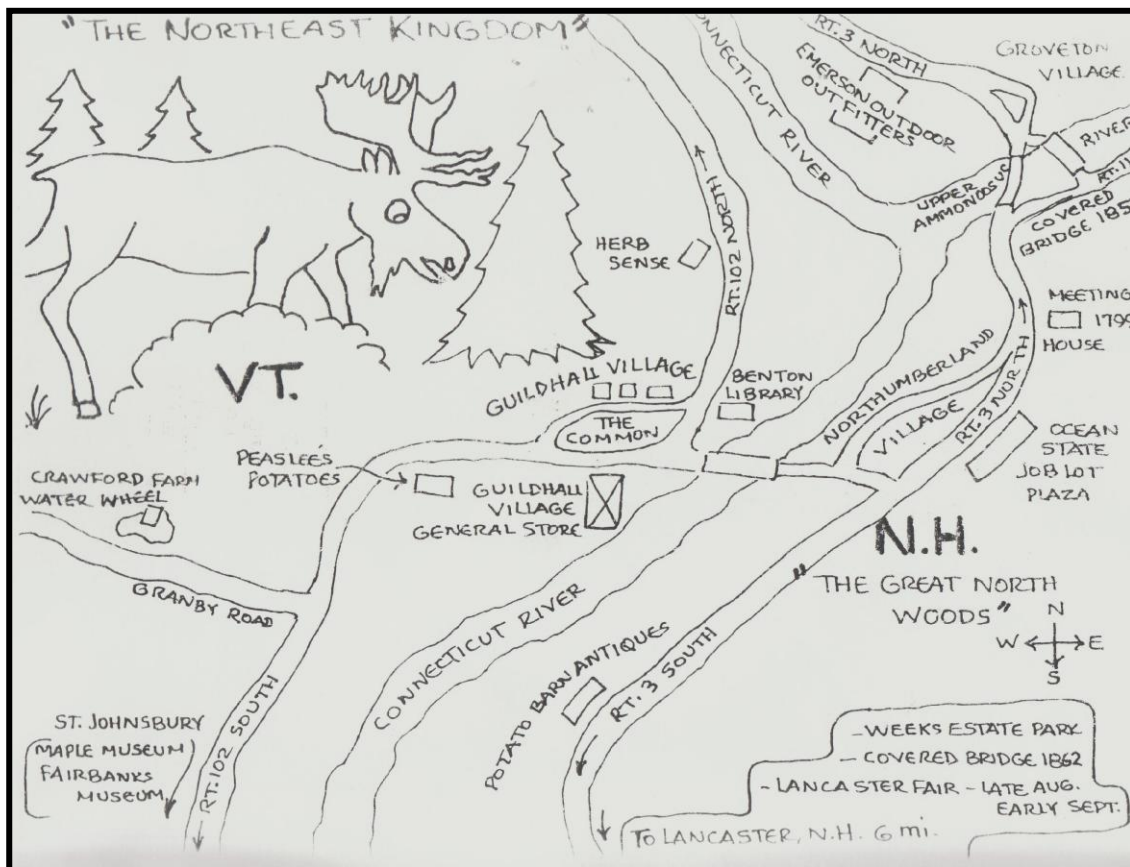 "THE NORTHEAST KINGDOM"
CONNECTICUT RIVER
RT. 3 NORTH
EMERSON OUTDOOR
OUTFITTERS
GROVETON
VILLAGE
RIVER
UPPER
AMMONOOSUC
COVERED
BRIDGE
RT. 102 NORTH
HERB
SENSE
MEETING
1799
HOUSE
VT.
GUILDHALL VILLAGE
THE
COMMON
BENTON
LIBRARY
NORTHUMBERLAND
VILLAGE
RT. 3 NORTH
OCEAN
STATE
JOB LOT
PLAZA
PEASLEE'S
POTATOES
CRAWFORD FARM
WATER WHEEL
GUILDHALL
VILLAGE
GENERAL STORE
N.H.
"THE GREAT NORTH
WOODS"
N
W E
S
GRANBY ROAD
CONNECTICUT RIVER
POTATO BARN ANTIQUES
RT. 3 SOUTH
RT. 102 SOUTH
ST. JOHNSBURY
MAPLE MUSEUM
FAIRBANKS
MUSEUM
- WEEKS ESTATE PARK
- COVERED BRIDGE 1862
- LANCASTER FAIR - LATE AUG.
EARLY SEPT.
TO LANCASTER, N.H. 6 mi.